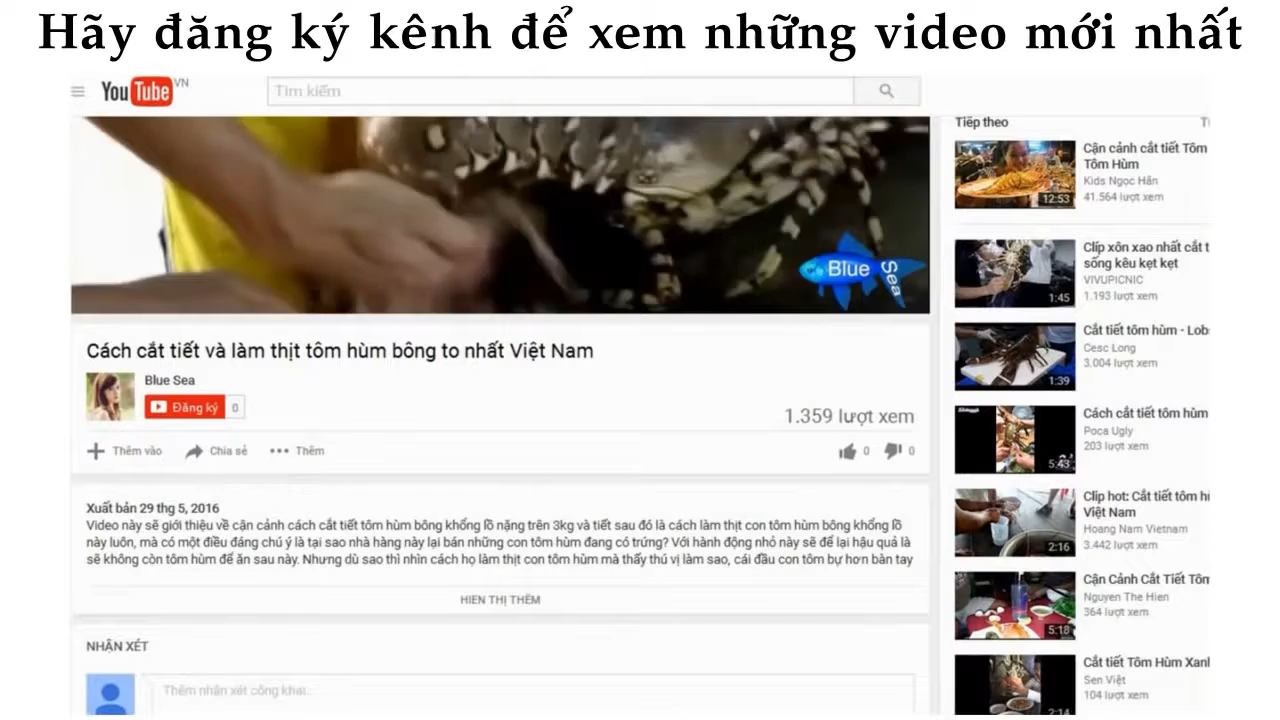 Hãy đăng ký kênh để xem những video mới nhất
YouTube VN
Tìm kiếm
Blue Sea
Cách cắt tiết và làm thịt tôm hùm bông to nhất Việt Nam
Blue Sea
Đăng ký 0
1.359 lượt xem
Thêm vào Chia sẻ Thêm 0 0
Xuất bản 29 thg 5, 2016
Video này sẽ giới thiệu về cận cảnh cách cắt tiết tôm hùm bông khổng lồ nặng trên 3kg và tiết sau đó là cách làm thịt con tôm hùm bông khổng lồ
này luôn, mà có một điều đáng chú ý là tại sao nhà hàng này lại bán những con tôm hùm đang có trứng? Với hành động nhỏ này sẽ để lại hậu quả là
sẽ không còn tôm hùm để ăn sau này. Nhưng dù sao thì nhìn cách họ làm thịt con tôm hùm mà thấy thú vị làm sao, cái đầu con tôm bự hơn bàn tay
HIEN THỊ THÊM
NHẬN XÉT
Thêm nhận xét công khai...
Tiếp theo
Cận cảnh cắt tiết Tôm
Tôm Hùm
Kids Ngọc Hân
41.564 lượt xem
12:53
Clíp xôn xao nhất cắt t
sống kêu kẹt kẹt
VIVUPICNIC
1.193 lượt xem
1:45
Cắt tiết tôm hùm - Lobs
Cesc Long
3.004 lượt xem
1:39
Cách cắt tiết tôm hùm
Poca Ugly
203 lượt xem
5:43
Clip hot: Cắt tiết tôm hù
Việt Nam
Hoang Nam Vietnam
3.442 lượt xem
2:16
Cận Cảnh Cắt Tiết Tôm
Nguyen The Hien
364 lượt xem
5:18
Cắt tiết Tôm Hùm Xanh
Sen Việt
104 lượt xem
2:14